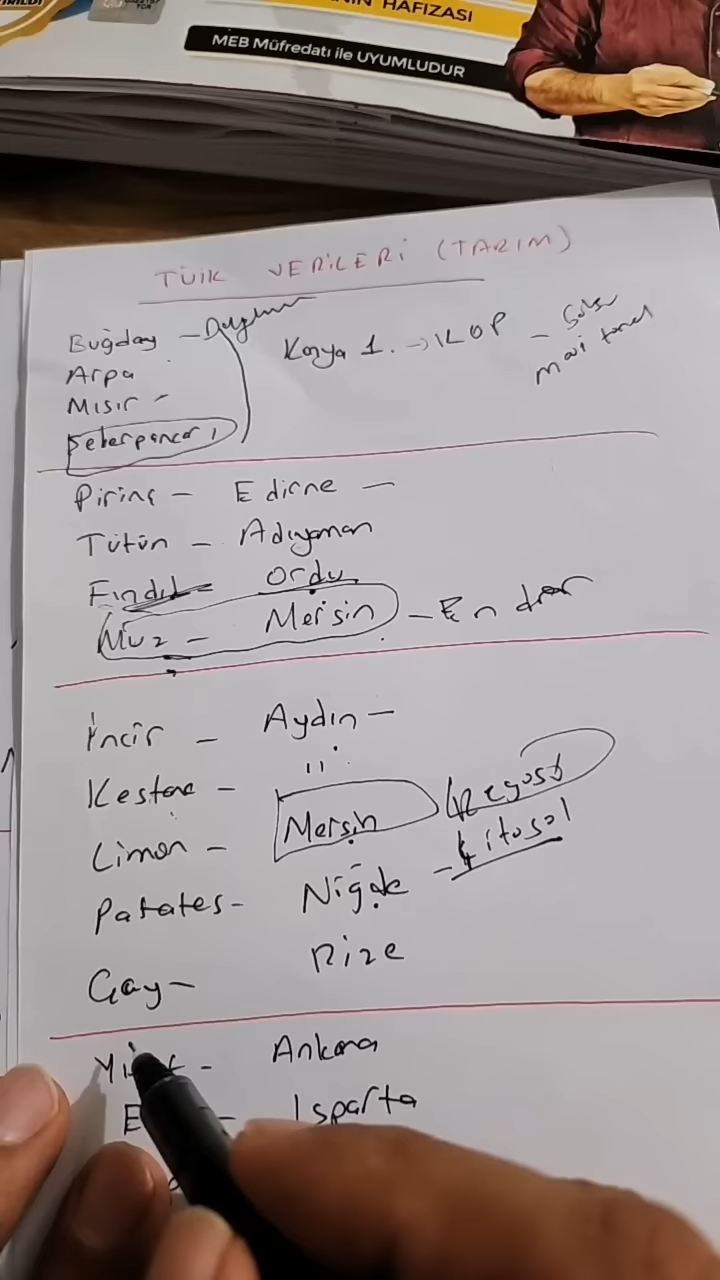 HAFIZASI
MEB Müfredatı ile UYUMLUDUR
TÜİK VERİLERİ (TARIM)
Buğday –
Konya 1. → KOP –
Arpa
Mısır –
Şekerpancarı
Pirinç – Edirne –
Tütün – Adıyaman
Fındık – Ordu
Muz – Mersin – En
İncir – Aydın –
Kestane – "
Limon – Mersin
Patates – Niğde – fitosol
Çay – Rize
– Ankara
– Isparta